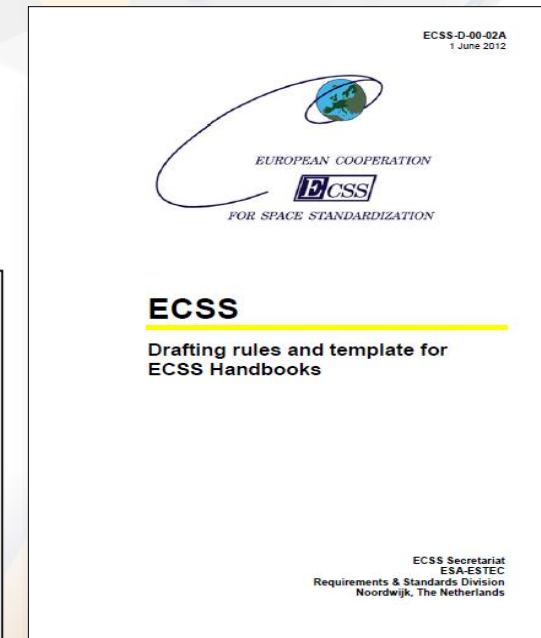 ECSS-D-00-02A
1 June 2012
EUROPEAN COOPERATION
ECSS
FOR SPACE STANDARDIZATION
ECSS
Drafting rules and template for
ECSS Handbooks
ECSS Secretariat
ESA-ESTEC
Requirements & Standards Division
Noordwijk, The Netherlands